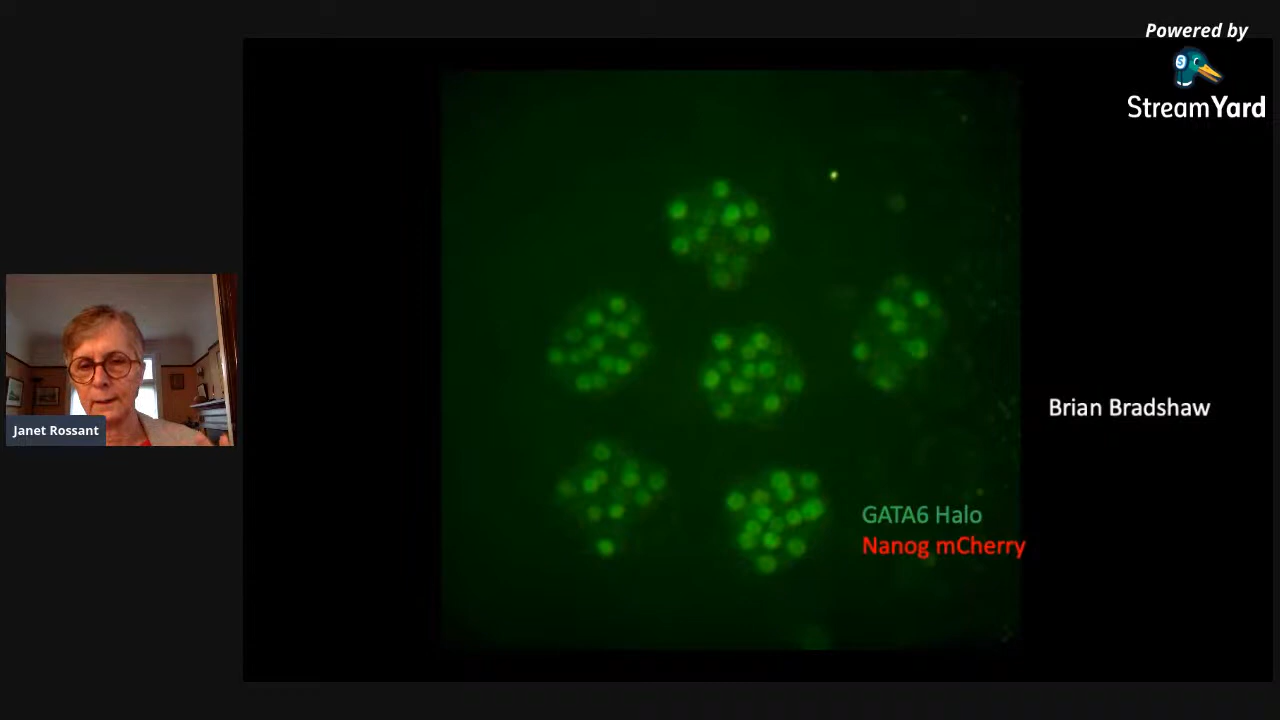 Powered by
StreamYard
Janet Rossant
Brian Bradshaw
GATA6 Halo
Nanog mCherry